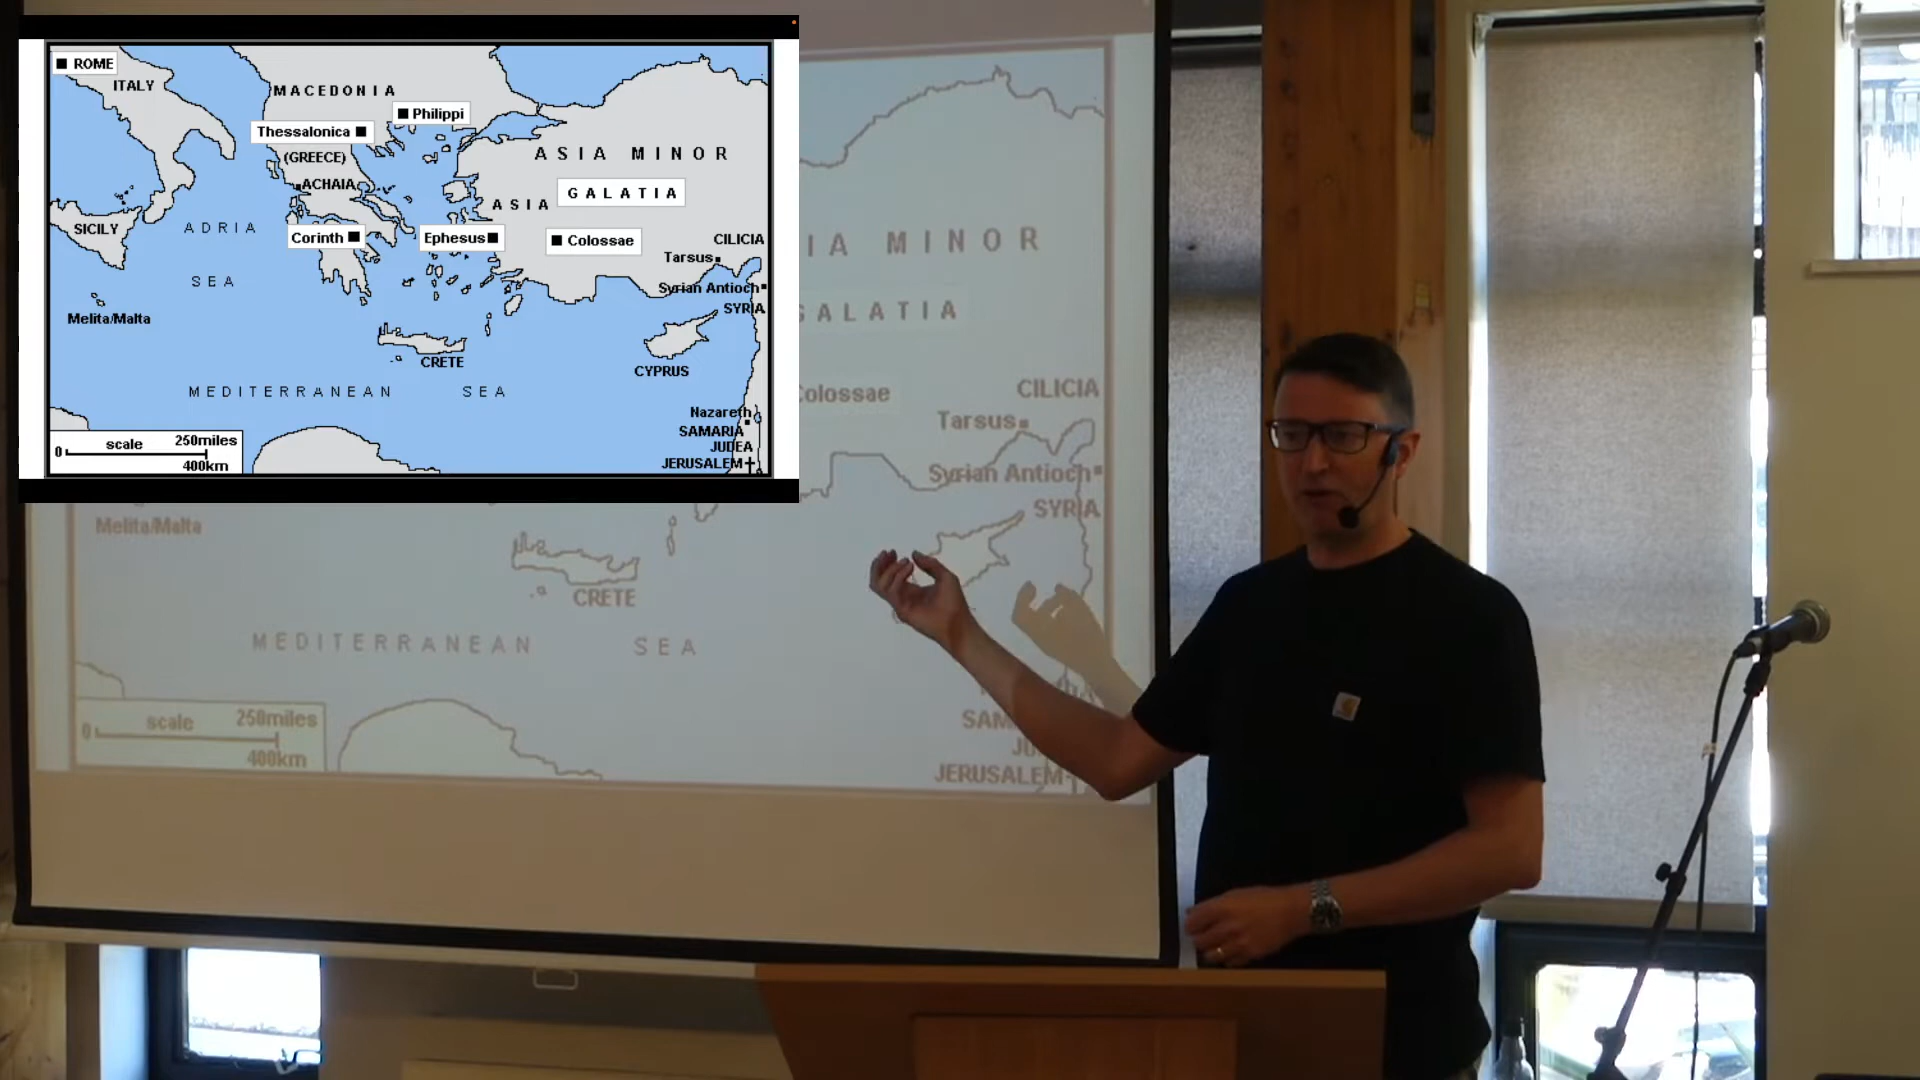 ROME
ITALY
MACEDONIA
Philippi
Thessalonica
(GREECE)
ASIA MINOR
ACHAIA
GALATIA
ASIA
SICILY
ADRIA
Corinth
Ephesus
Colossae
CILICIA
Tarsus
SEA
Syrian Antioch
SYRIA
Melita/Malta
CRETE
CYPRUS
MEDITERRANEAN SEA
Nazareth
SAMARIA
JUDEA
JERUSALEM
scale 250miles
0
400km
IA MINOR
GALATIA
Colossae
CILICIA
Tarsus
Syrian Antioch
SYRIA
Melita/Malta
CRETE
MEDITERRANEAN SEA
SAM
JU
JERUSALEM
scale 250miles
0
400km